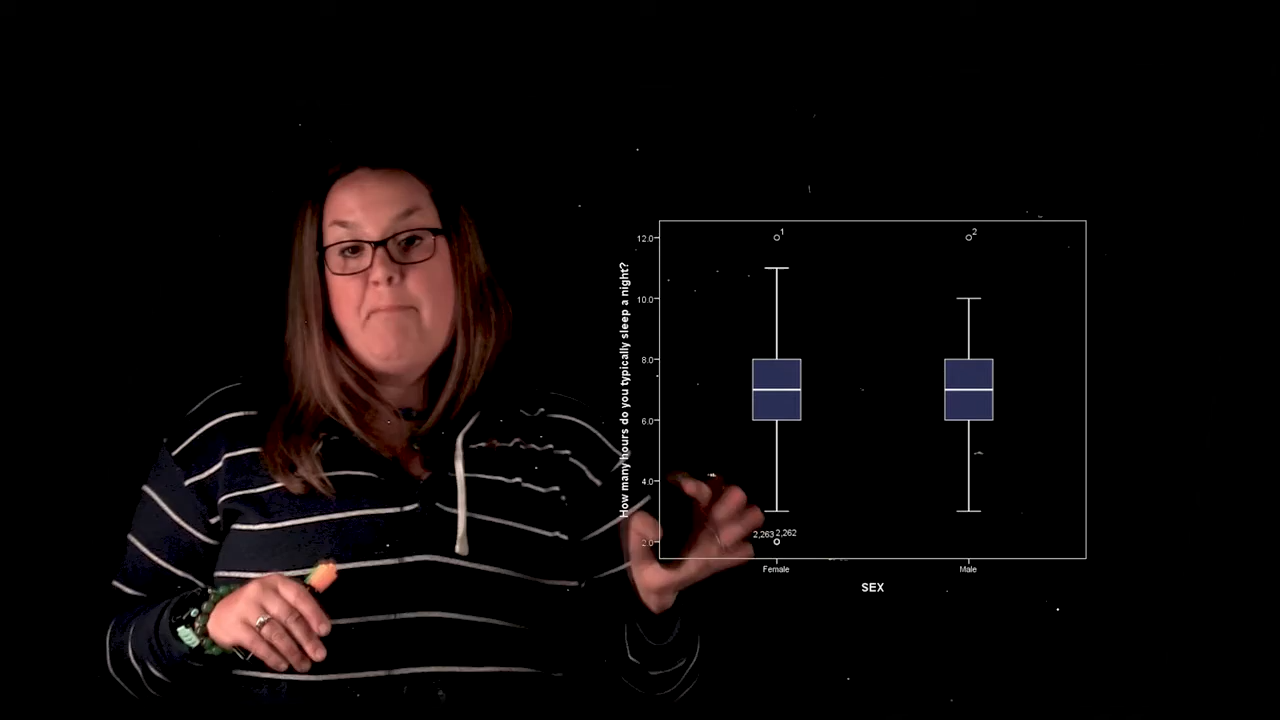 How many hours do you typically sleep a night?
12.0
10.0
8.0
6.0
4.0
2.0
1
2
2,263 2,262
Female
Male
SEX